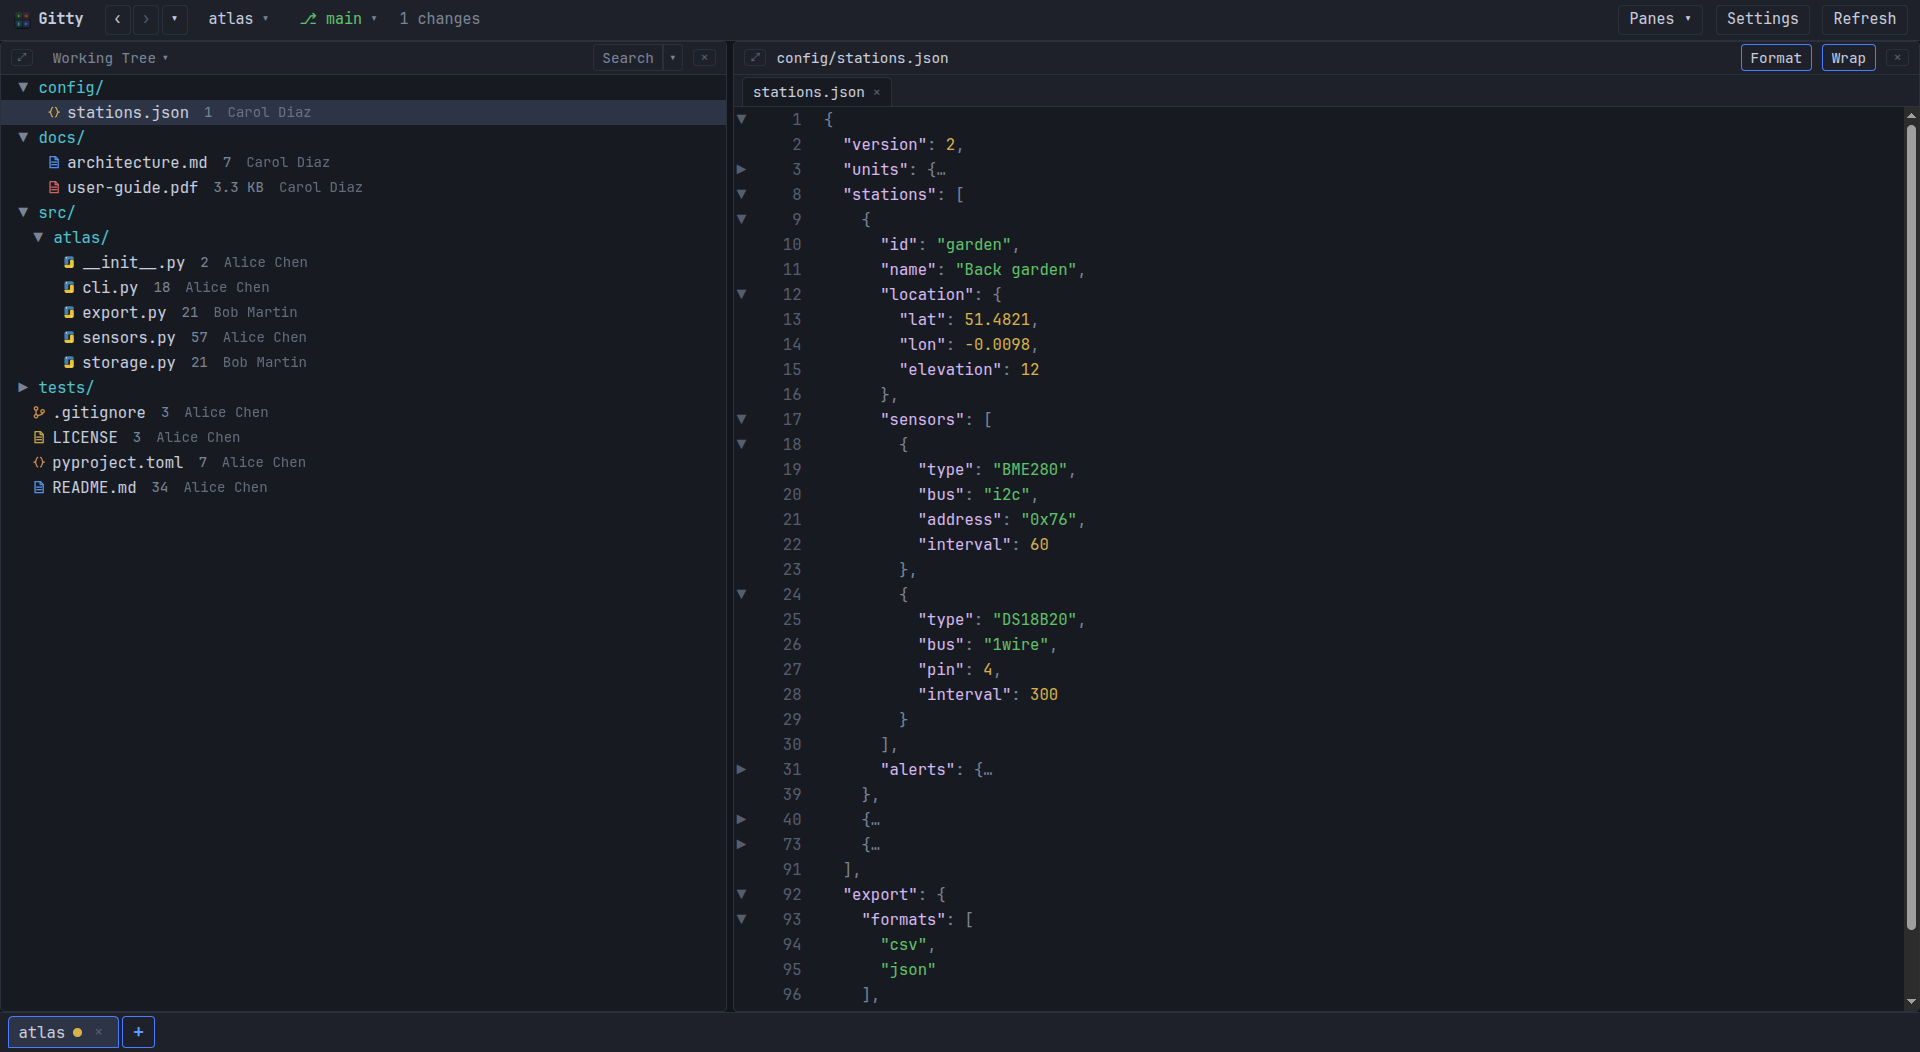 Gitty ‹ › ▾ atlas ▾ main ▾ 1 changes Panes ▾ Settings Refresh
Working Tree ▾ Search ▾ ×
▼ config/
{} stations.json 1 Carol Diaz
▼ docs/
architecture.md 7 Carol Diaz
user-guide.pdf 3.3 KB Carol Diaz
▼ src/
▼ atlas/
__init__.py 2 Alice Chen
cli.py 18 Alice Chen
export.py 21 Bob Martin
sensors.py 57 Alice Chen
storage.py 21 Bob Martin
▶ tests/
.gitignore 3 Alice Chen
LICENSE 3 Alice Chen
{} pyproject.toml 7 Alice Chen
README.md 34 Alice Chen
config/stations.json Format Wrap ×
stations.json ×
▼ 1 {
2 "version": 2,
▶ 3 "units": {…
▼ 8 "stations": [
▼ 9 {
10 "id": "garden",
11 "name": "Back garden",
▼ 12 "location": {
13 "lat": 51.4821,
14 "lon": -0.0098,
15 "elevation": 12
16 },
▼ 17 "sensors": [
▼ 18 {
19 "type": "BME280",
20 "bus": "i2c",
21 "address": "0x76",
22 "interval": 60
23 },
▼ 24 {
25 "type": "DS18B20",
26 "bus": "1wire",
27 "pin": 4,
28 "interval": 300
29 }
30 ],
▶ 31 "alerts": {…
39 },
▶ 40 {…
▶ 73 {…
91 ],
▼ 92 "export": {
▼ 93 "formats": [
94 "csv",
95 "json"
96 ],
atlas × +